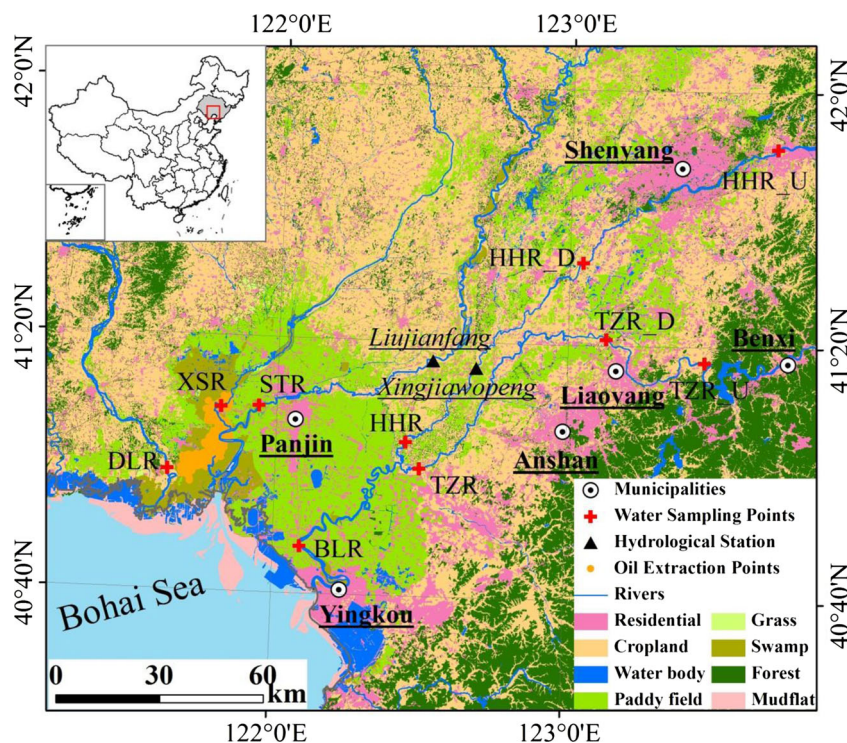 122°0'E
123°0'E
42°0'N
42°0'N
Shenyang
HHR_U
HHR_D
41°20'N
41°20'N
Liujianfang
TZR_D
Benxi
Xingjiawopeng
XSR
STR
TZR_U
Liaoyang
Panjin
HHR
Anshan
DLR
TZR
Municipalities
Water Sampling Points
BLR
Hydrological Station
40°40'N
40°40'N
Oil Extraction Points
Bohai Sea
Yingkou
Rivers
Residential
Grass
Cropland
Swamp
Water body
Forest
Paddy field
Mudflat
0 30 60
km
122°0'E
123°0'E